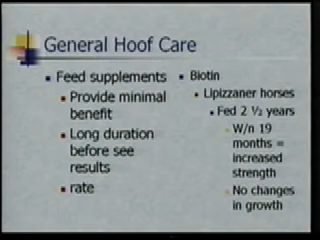 General Hoof Care
Feed supplements
Provide minimal
benefit
Long duration
before see
results
rate
Biotin
Lipizzaner horses
Fed 2 ½ years
W/n 19
months =
increased
strength
No changes
in growth